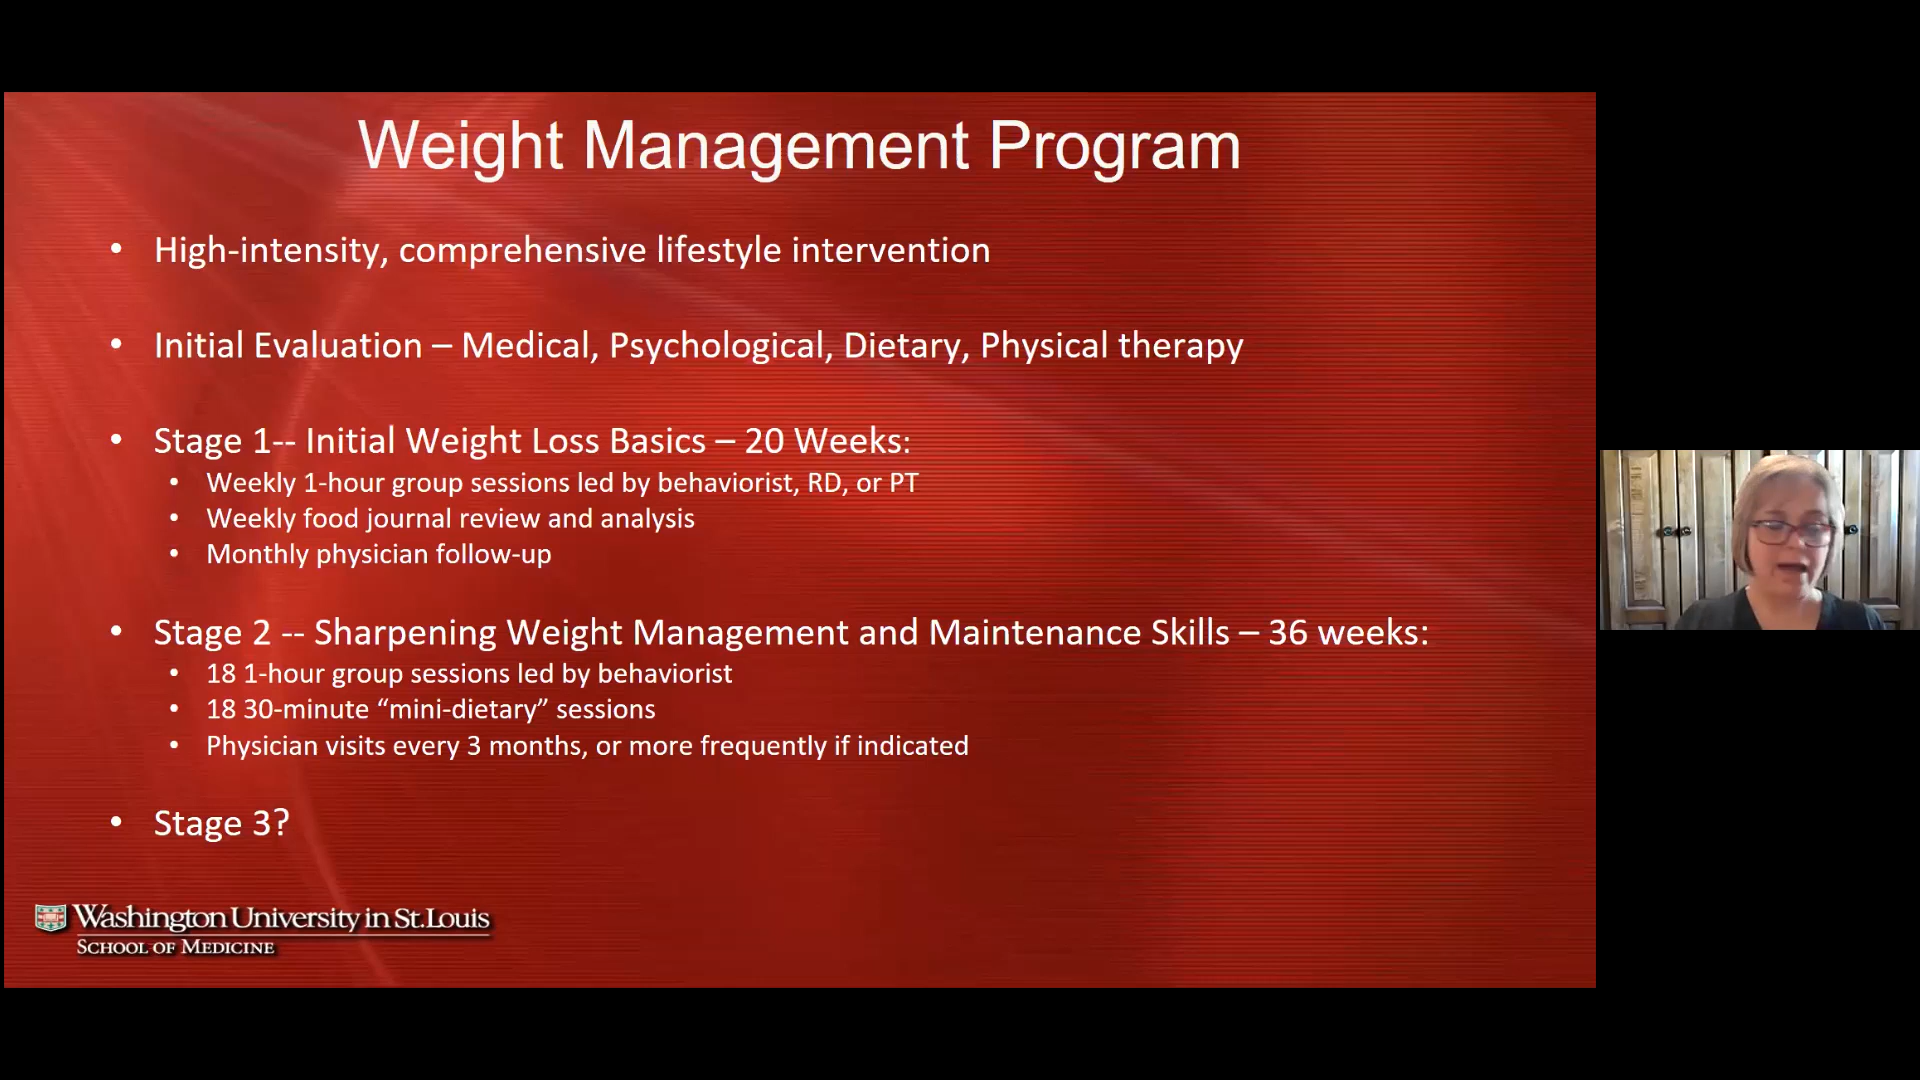 Weight Management Program
• High-intensity, comprehensive lifestyle intervention
• Initial Evaluation – Medical, Psychological, Dietary, Physical therapy
• Stage 1-- Initial Weight Loss Basics – 20 Weeks:
• Weekly 1-hour group sessions led by behaviorist, RD, or PT
• Weekly food journal review and analysis
• Monthly physician follow-up
• Stage 2 -- Sharpening Weight Management and Maintenance Skills – 36 weeks:
• 18 1-hour group sessions led by behaviorist
• 18 30-minute “mini-dietary” sessions
• Physician visits every 3 months, or more frequently if indicated
• Stage 3?
Washington University in St.Louis
SCHOOL OF MEDICINE